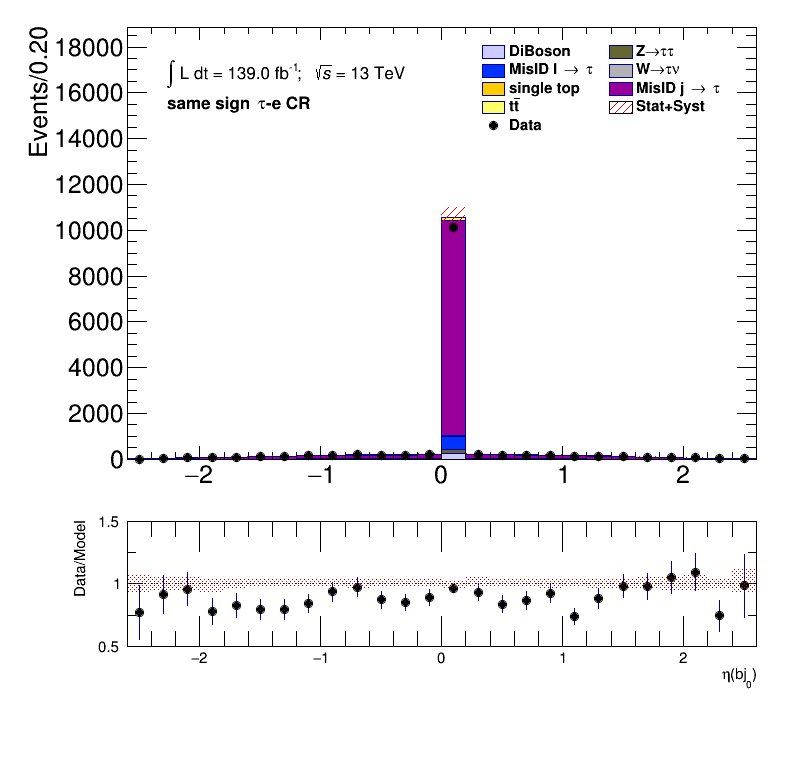 Events/0.20
18000
16000
14000
12000
10000
8000
6000
4000
2000
0
∫ L dt = 139.0 fb⁻¹; √s = 13 TeV
same sign τ-e CR
DiBoson
Z→ττ
MisID l → τ
W→τν
single top
MisID j → τ
tt̄
Stat+Syst
Data
−2 −1 0 1 2
Data/Model
1.5
1
0.5
−2 −1 0 1 2
η(bj₀)